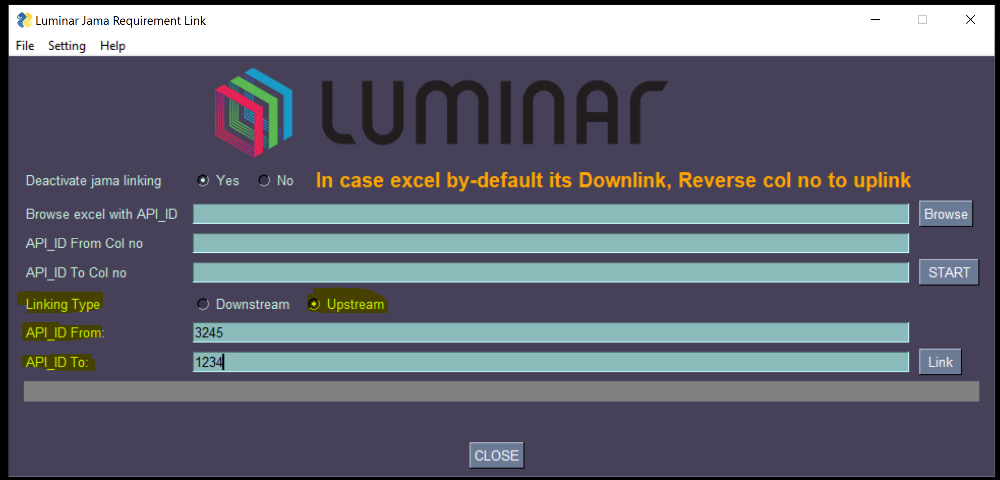 Luminar Jama Requirement Link
File Setting Help
LUMINAR
Deactivate jama linking Yes No In case excel by-default its Downlink, Reverse col no to uplink
Browse excel with API_ID Browse
API_ID From Col no
API_ID To Col no START
Linking Type Downstream Upstream
API_ID From: 3245
API_ID To: 1234 Link
CLOSE